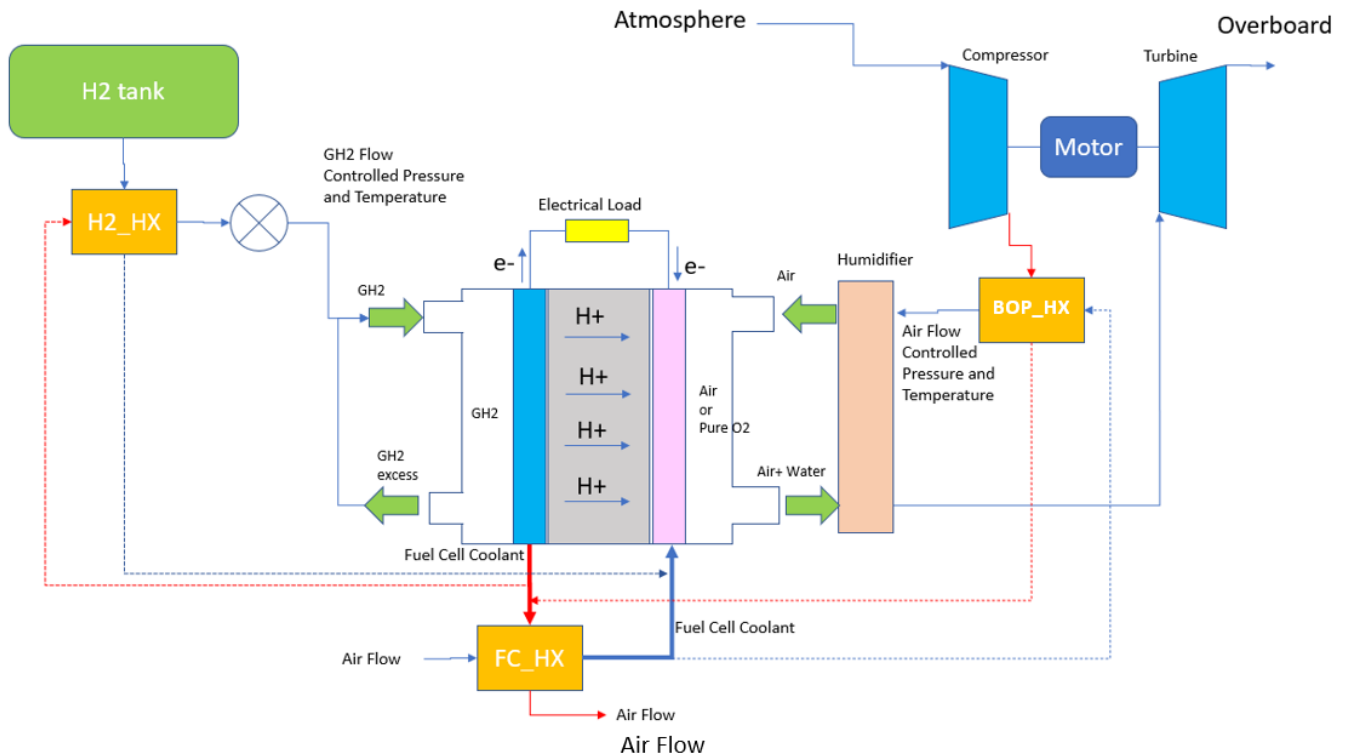 Atmosphere
Overboard
Compressor
Turbine
H2 tank
Motor
GH2 Flow
Controlled Pressure
and Temperature
H2_HX
Electrical Load
e-
e-
Humidifier
Air
GH2
BOP_HX
H+
Air Flow
Controlled
Pressure and
Temperature
H+
Air
or
Pure O2
GH2
H+
GH2
excess
Air+ Water
H+
Fuel Cell Coolant
Fuel Cell Coolant
Air Flow
FC_HX
Air Flow
Air Flow